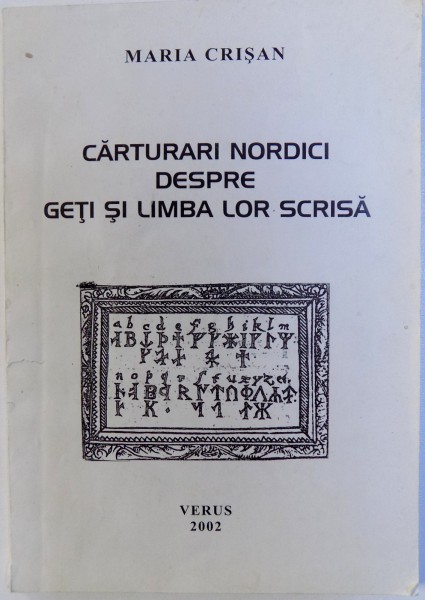 MARIA CRIŞAN
CĂRTURARI NORDICI
DESPRE
GEŢI ŞI LIMBA LOR SCRISĂ
a b c d e f g h i k l m
n o p q r s t u x y z
VERUS
2002